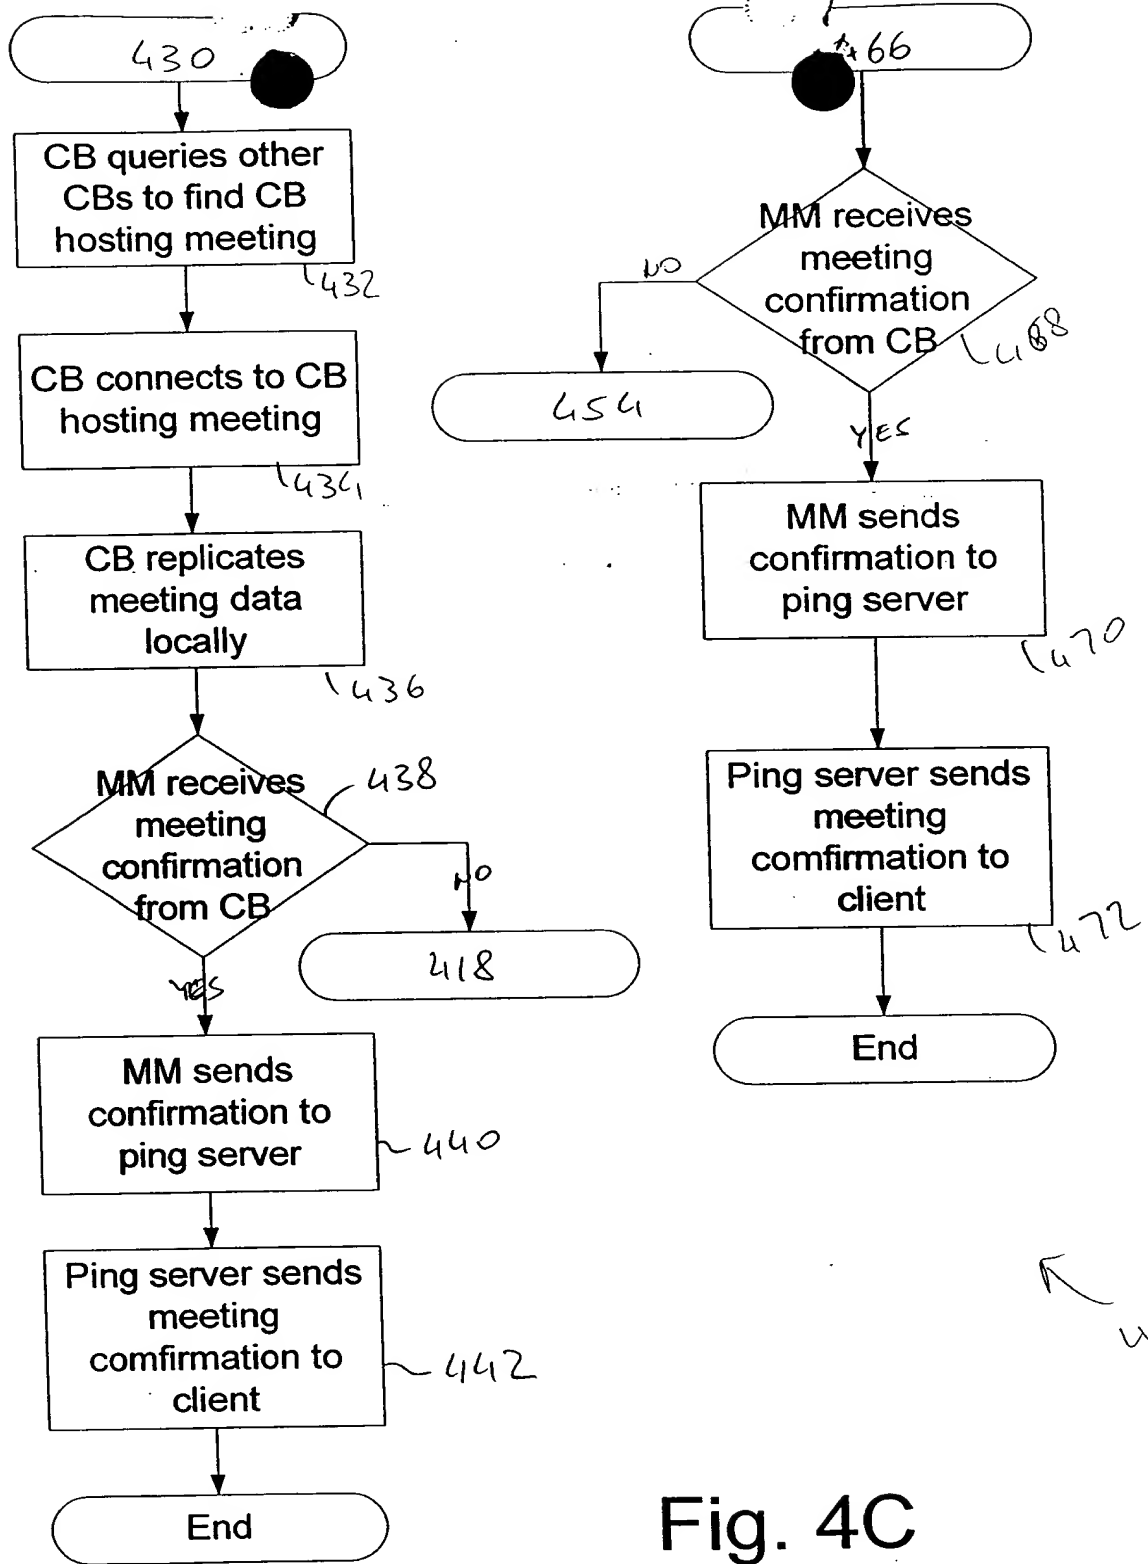 430
CB queries other
CBs to find CB
hosting meeting
432
CB connects to CB
hosting meeting
434
CB replicates
meeting data
locally
436
MM receives
meeting
confirmation
from CB
438
NO
418
YES
MM sends
confirmation to
ping server
440
Ping server sends
meeting
comfirmation to
client
442
End
66
MM receives
meeting
confirmation
from CB
468
NO
454
YES
MM sends
confirmation to
ping server
470
Ping server sends
meeting
comfirmation to
client
472
End
Fig. 4C